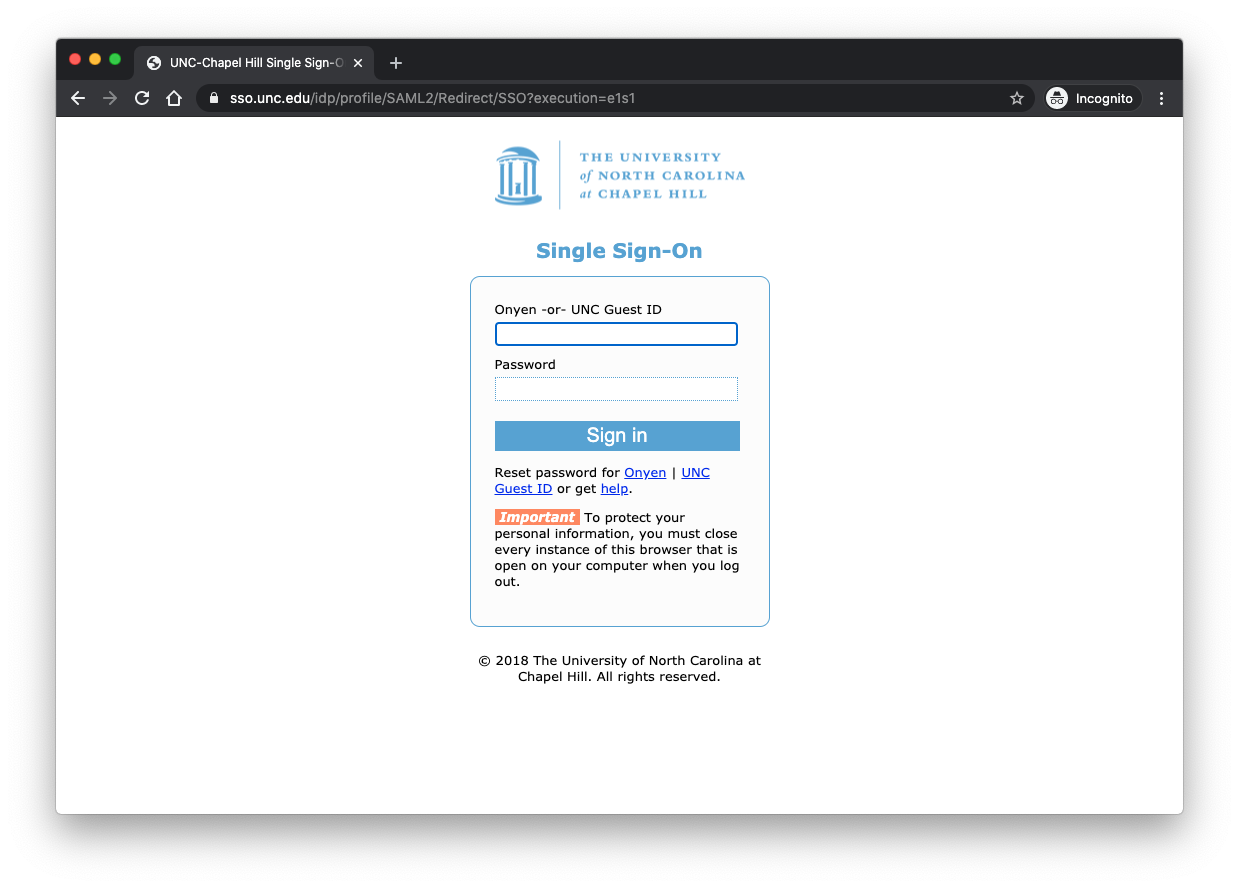 UNC-Chapel Hill Single Sign-O
sso.unc.edu/idp/profile/SAML2/Redirect/SSO?execution=e1s1
Incognito
THE UNIVERSITY
of NORTH CAROLINA
at CHAPEL HILL
Single Sign-On
Onyen -or- UNC Guest ID
Password
Sign in
Reset password for Onyen | UNC
Guest ID or get help.
Important To protect your
personal information, you must close
every instance of this browser that is
open on your computer when you log
out.
© 2018 The University of North Carolina at
Chapel Hill. All rights reserved.